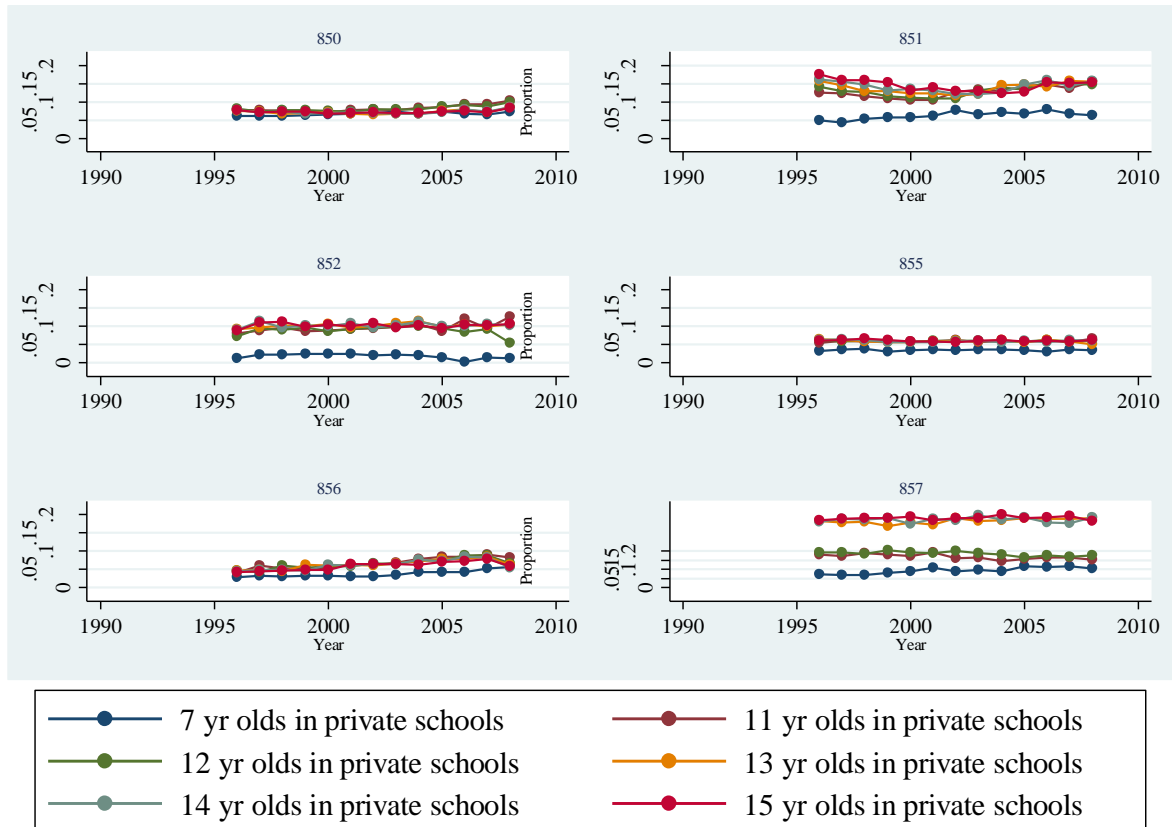 850
0 .05 .1 .15 .2
Proportion
1990 1995 2000 2005 2010
Year
851
0 .05 .1 .15 .2
1990 1995 2000 2005 2010
Year
852
0 .05 .1 .15 .2
Proportion
1990 1995 2000 2005 2010
Year
855
0 .05 .1 .15 .2
1990 1995 2000 2005 2010
Year
856
0 .05 .1 .15 .2
Proportion
1990 1995 2000 2005 2010
Year
857
0 .05 .1 .15 .2
1990 1995 2000 2005 2010
Year
7 yr olds in private schools
11 yr olds in private schools
12 yr olds in private schools
13 yr olds in private schools
14 yr olds in private schools
15 yr olds in private schools